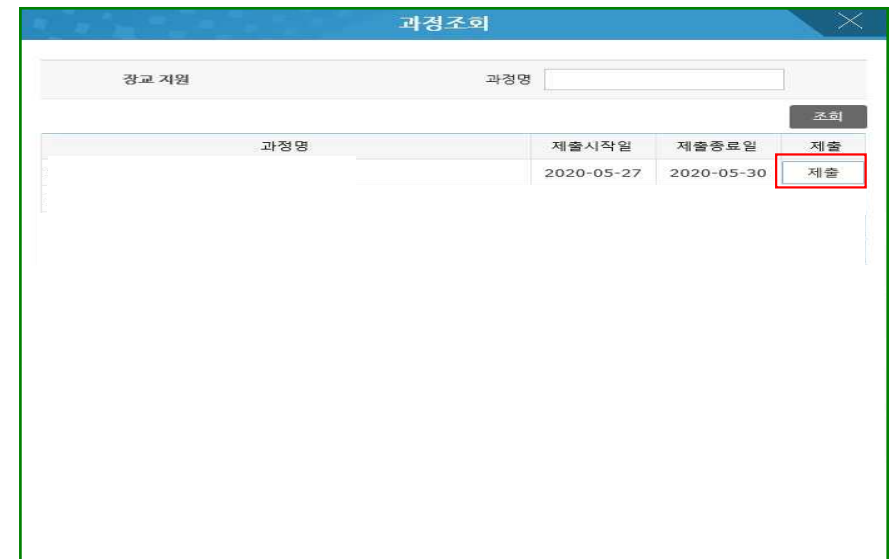 과정조회
장교 지원 과정명
조회
과정명 제출시작일 제출종료일 제출
2020-05-27 2020-05-30 제출